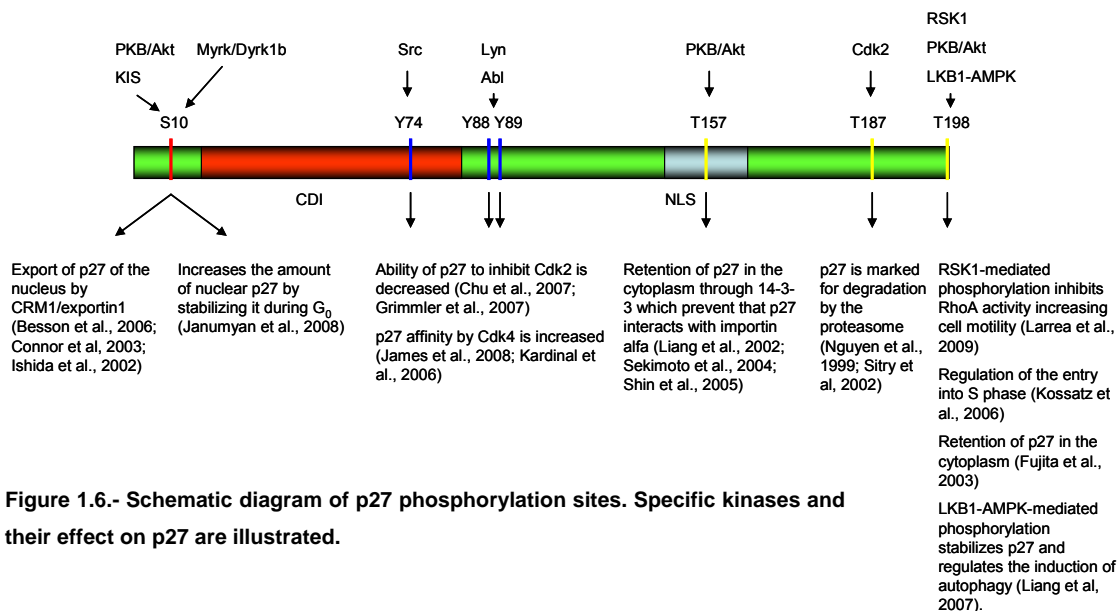 RSK1
PKB/Akt Myrk/Dyrk1b Src Lyn PKB/Akt Cdk2 PKB/Akt
KIS Abl LKB1-AMPK
S10 Y74 Y88 Y89 T157 T187 T198
CDI NLS
Export of p27 of the
nucleus by
CRM1/exportin1
(Besson et al., 2006;
Connor et al, 2003;
Ishida et al., 2002)
Increases the amount
of nuclear p27 by
stabilizing it during G₀
(Janumyan et al., 2008)
Ability of p27 to inhibit Cdk2 is
decreased (Chu et al., 2007;
Grimmler et al., 2007)
p27 affinity by Cdk4 is increased
(James et al., 2008; Kardinal et
al., 2006)
Retention of p27 in the
cytoplasm through 14-3-
3 which prevent that p27
interacts with importin
alfa (Liang et al., 2002;
Sekimoto et al., 2004;
Shin et al., 2005)
p27 is marked
for degradation
by the
proteasome
(Nguyen et al.,
1999; Sitry et
al, 2002)
RSK1-mediated
phosphorylation inhibits
RhoA activity increasing
cell motility (Larrea et al.,
2009)
Regulation of the entry
into S phase (Kossatz et
al., 2006)
Retention of p27 in the
cytoplasm (Fujita et al.,
2003)
LKB1-AMPK-mediated
phosphorylation
stabilizes p27 and
regulates the induction of
autophagy (Liang et al,
2007).
Figure 1.6.- Schematic diagram of p27 phosphorylation sites. Specific kinases and
their effect on p27 are illustrated.